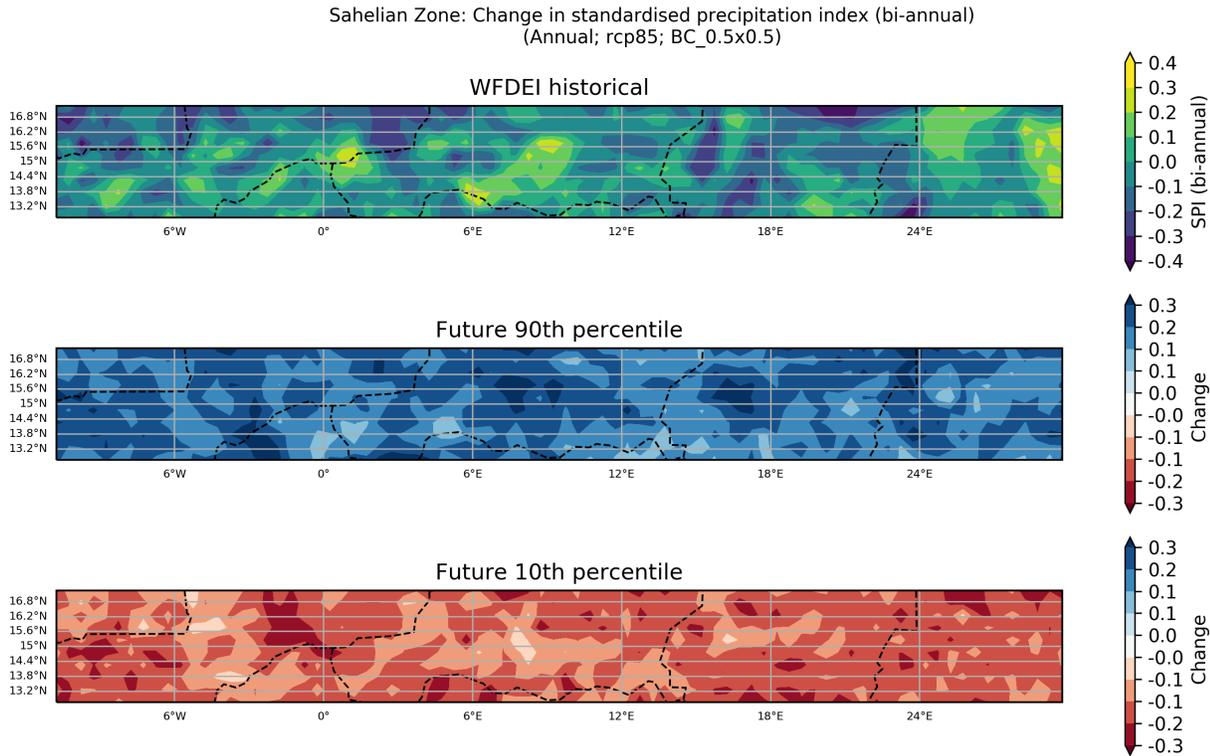 Sahelian Zone: Change in standardised precipitation index (bi-annual)
(Annual; rcp85; BC_0.5x0.5)
WFDEI historical
16.8°N
16.2°N
15.6°N
15°N
14.4°N
13.8°N
13.2°N
6°W 0° 6°E 12°E 18°E 24°E
0.4
0.3
0.2
0.1
0.0
-0.1
-0.2
-0.3
-0.4
SPI (bi-annual)
Future 90th percentile
16.8°N
16.2°N
15.6°N
15°N
14.4°N
13.8°N
13.2°N
6°W 0° 6°E 12°E 18°E 24°E
0.3
0.2
0.1
0.1
0.0
-0.0
-0.1
-0.1
-0.2
-0.3
Change
Future 10th percentile
16.8°N
16.2°N
15.6°N
15°N
14.4°N
13.8°N
13.2°N
6°W 0° 6°E 12°E 18°E 24°E
0.3
0.2
0.1
0.1
0.0
-0.0
-0.1
-0.1
-0.2
-0.3
Change